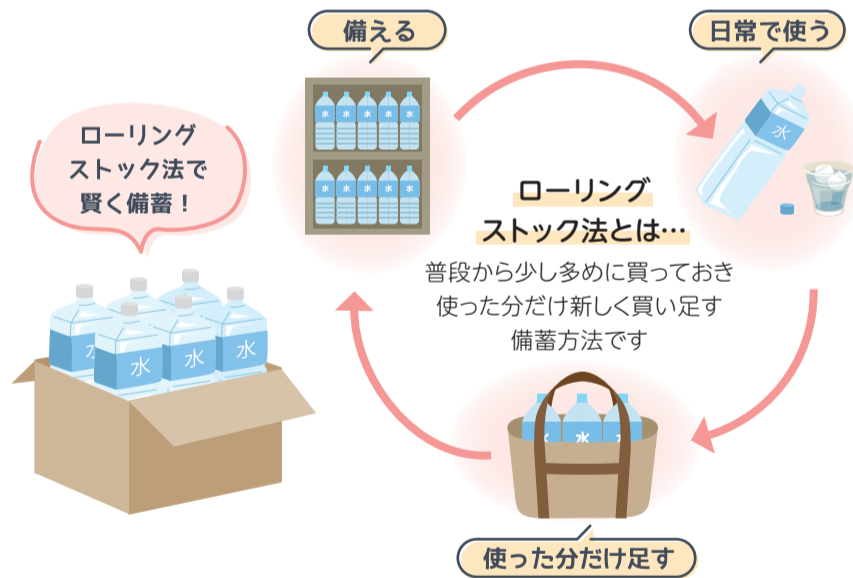 備える
日常で使う
ローリング
ストック法で
賢く備蓄！
ローリング
ストック法とは…
普段から少し多めに買っておき
使った分だけ新しく買い足す
備蓄方法です
使った分だけ足す
水 水 水 水 水
水 水 水 水 水
水
水
水 水 水
水
水 水 水